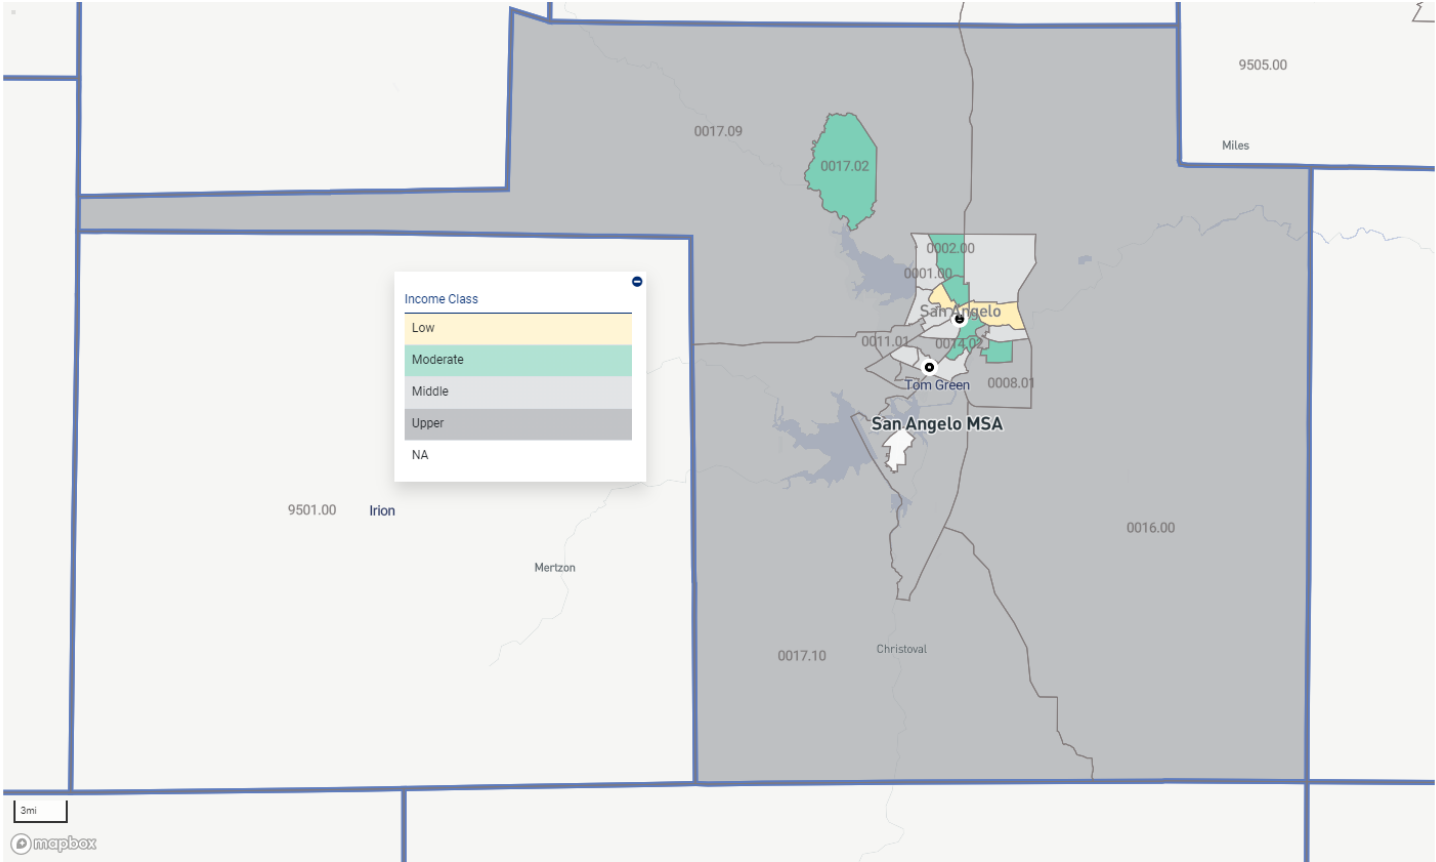 9505.00
0017.09
Miles
0017.02
0002.00
0001.00
Income Class
Low
San Angelo
Moderate
0011.01
0014.02
Middle
Tom Green
0008.01
Upper
San Angelo MSA
NA
9501.00
Irion
0016.00
Mertzon
Christoval
0017.10
3mi
mapbox